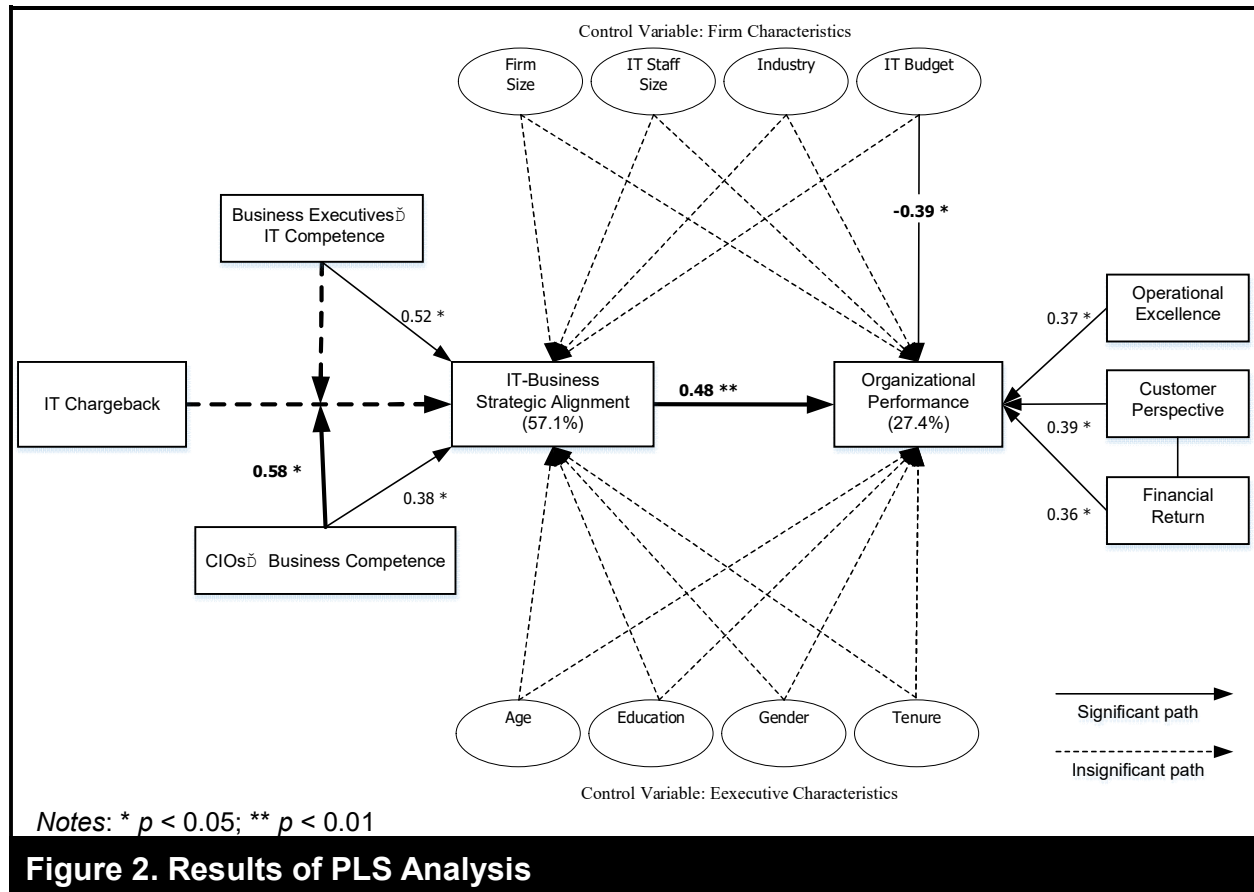 Control Variable: Firm Characteristics
Firm
Size
IT Staff
Size
Industry
IT Budget
Business ExecutivesĎ
IT Competence
-0.39 *
Operational
Excellence
0.52 *
0.37 *
IT Chargeback
IT-Business
Strategic Alignment
(57.1%)
0.48 **
Organizational
Performance
(27.4%)
Customer
Perspective
0.39 *
0.58 *
0.38 *
0.36 *
Financial
Return
CIOsĎ Business Competence
Age
Education
Gender
Tenure
Significant path
Insignificant path
Control Variable: Eexecutive Characteristics
Notes: * p < 0.05; ** p < 0.01
Figure 2. Results of PLS Analysis